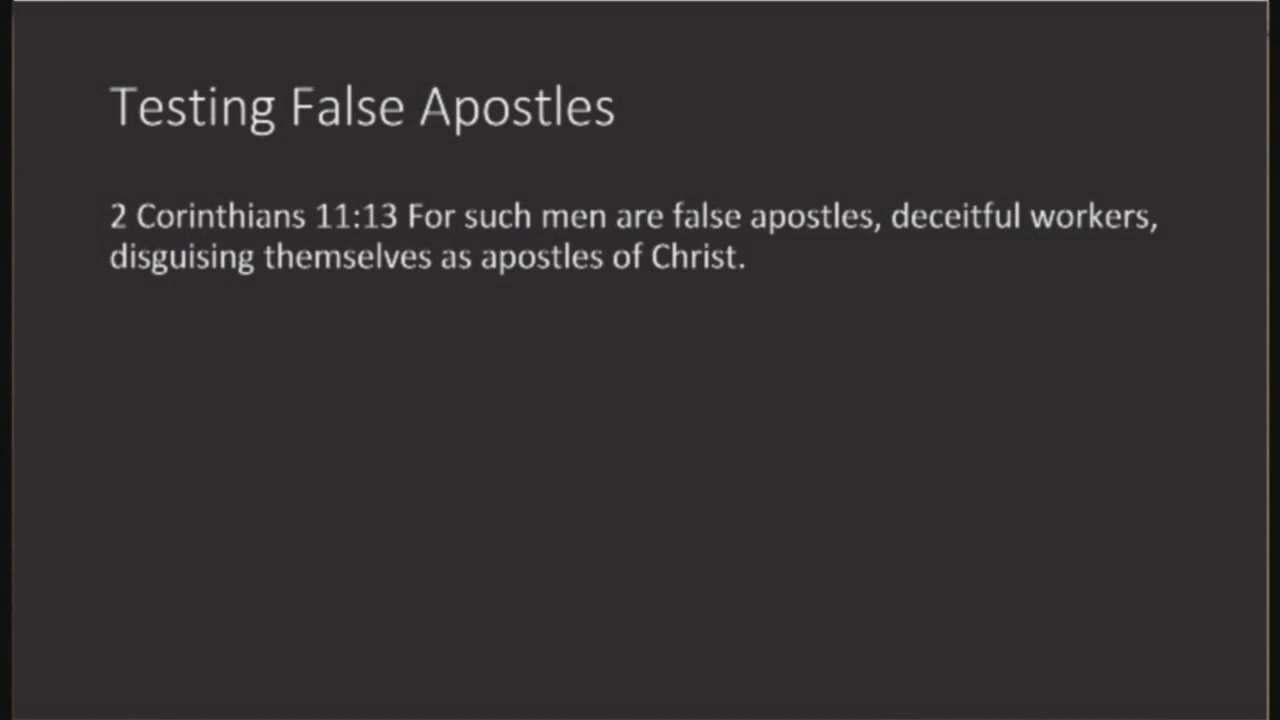 Testing False Apostles
2 Corinthians 11:13 For such men are false apostles, deceitful workers,
disguising themselves as apostles of Christ.